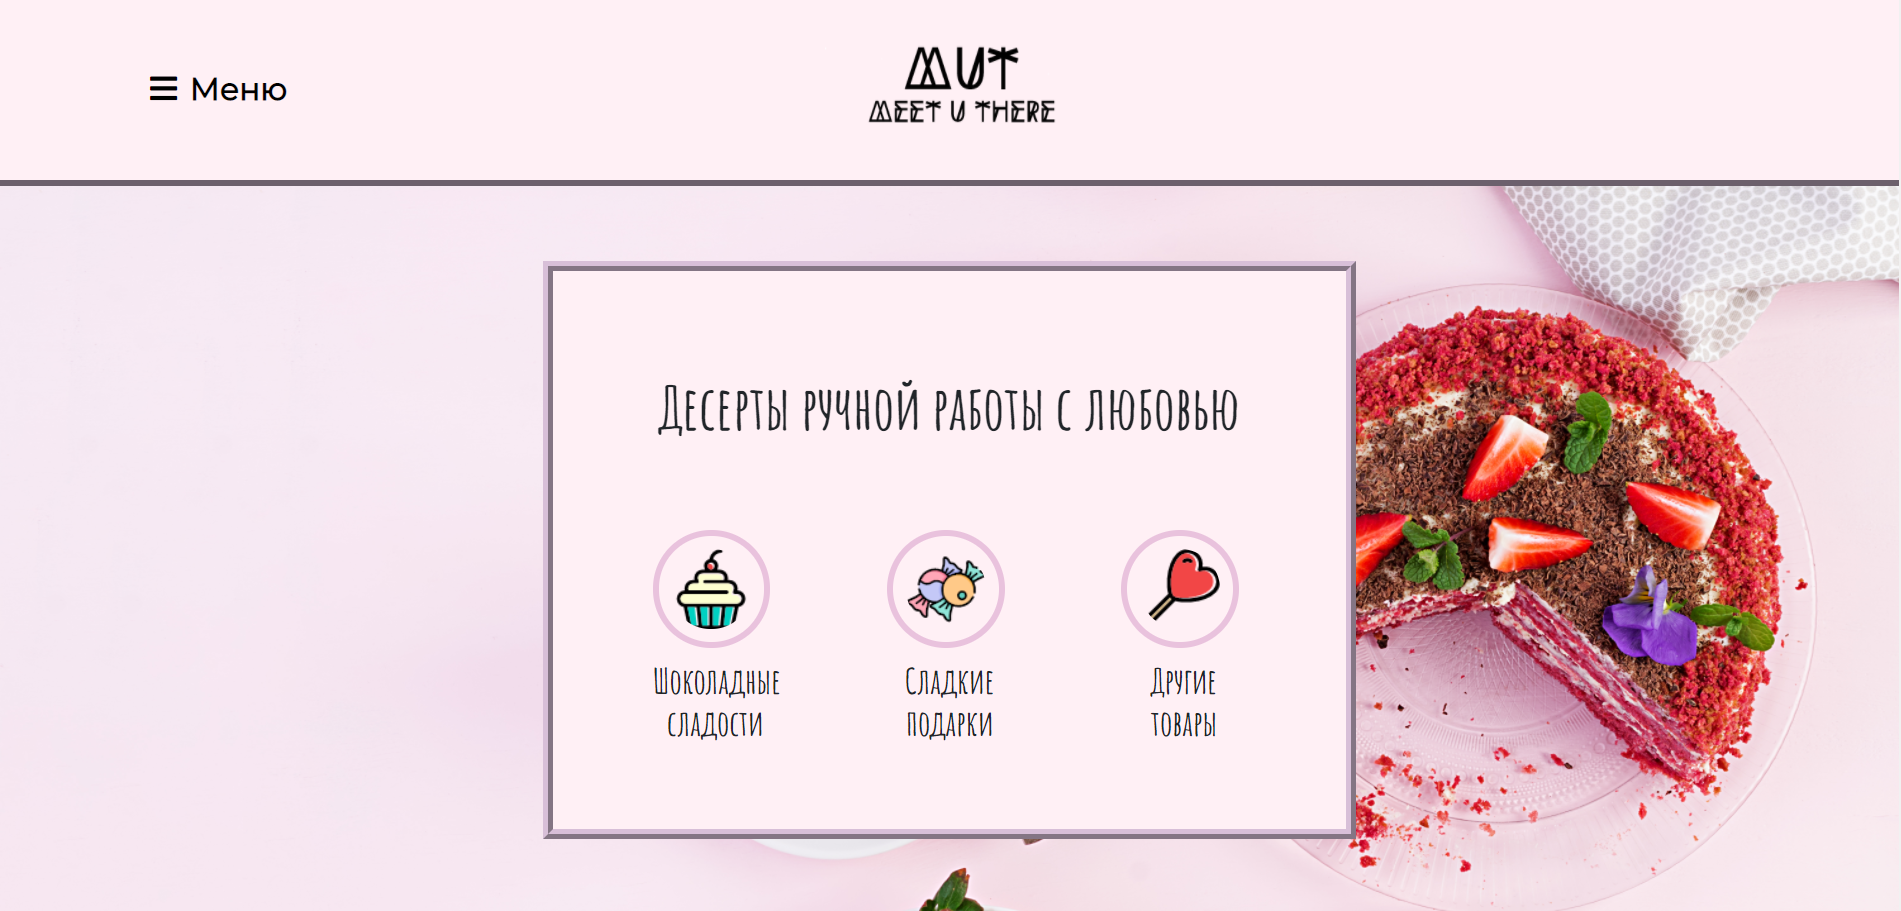 Меню
MUT
MEET U THERE
Десерты ручной работы с любовью
Шоколадные
сладости
Сладкие
подарки
Другие
товары